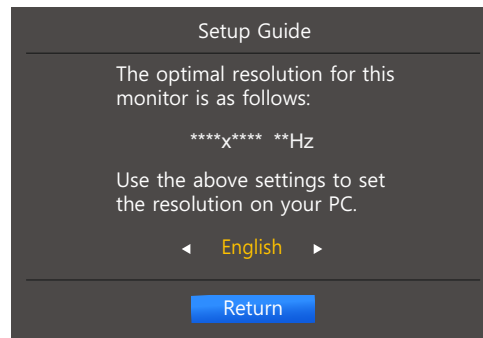 Setup Guide
The optimal resolution for this
monitor is as follows:
****x**** **Hz
Use the above settings to set
the resolution on your PC.
◄ English ►
Return